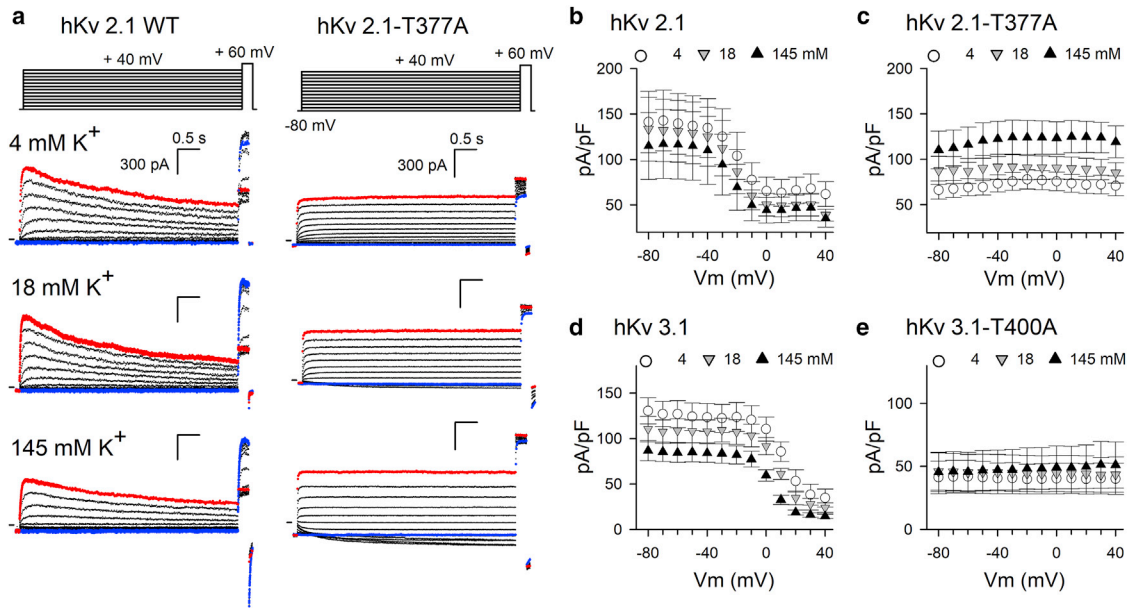 a
hKv 2.1 WT
hKv 2.1-T377A
+ 60 mV
+ 40 mV
+ 60 mV
+ 40 mV
-80 mV
4 mM K+
0.5 s
300 pA
0.5 s
300 pA
18 mM K+
145 mM K+
b
hKv 2.1
4 18 145 mM
200
150
100
50
pA/pF
-80 -40 0 40
Vm (mV)
c
hKv 2.1-T377A
4 18 145 mM
200
150
100
50
pA/pF
-80 -40 0 40
Vm (mV)
d
hKv 3.1
4 18 145 mM
150
100
50
0
pA/pF
-80 -40 0 40
Vm (mV)
e
hKv 3.1-T400A
4 18 145 mM
100
50
0
pA/pF
-80 -40 0 40
Vm (mV)